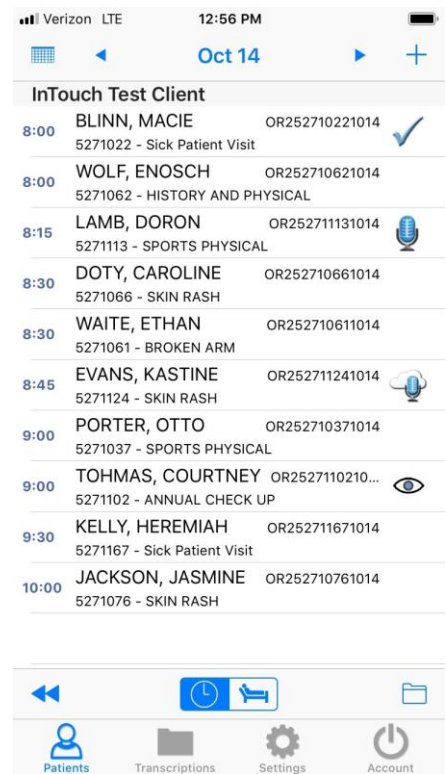 Verizon LTE 12:56 PM
Oct 14
InTouch Test Client
8:00 BLINN, MACIE OR252710221014
5271022 - Sick Patient Visit
8:00 WOLF, ENOSCH OR252710621014
5271062 - HISTORY AND PHYSICAL
8:15 LAMB, DORON OR252711131014
5271113 - SPORTS PHYSICAL
8:30 DOTY, CAROLINE OR252710661014
5271066 - SKIN RASH
8:30 WAITE, ETHAN OR252710611014
5271061 - BROKEN ARM
8:45 EVANS, KASTINE OR252711241014
5271124 - SKIN RASH
9:00 PORTER, OTTO OR252710371014
5271037 - SPORTS PHYSICAL
9:00 TOHMAS, COURTNEY OR2527110210...
5271102 - ANNUAL CHECK UP
9:30 KELLY, HEREMIAH OR252711671014
5271167 - Sick Patient Visit
10:00 JACKSON, JASMINE OR252710761014
5271076 - SKIN RASH
Patients Transcriptions Settings Account